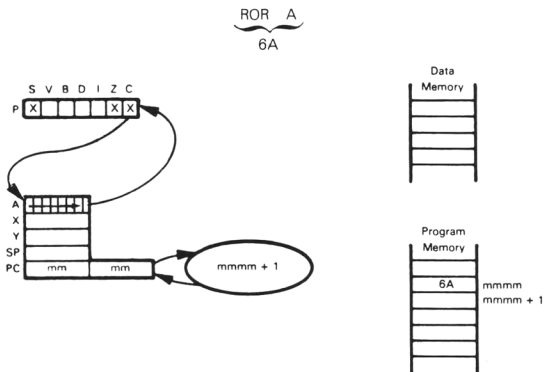 ROR A
6A
S V B D I Z C
P X X X
A
X
Y
SP
PC mm mm
mmmm + 1
Data
Memory
Program
Memory
6A mmmm
mmmm + 1